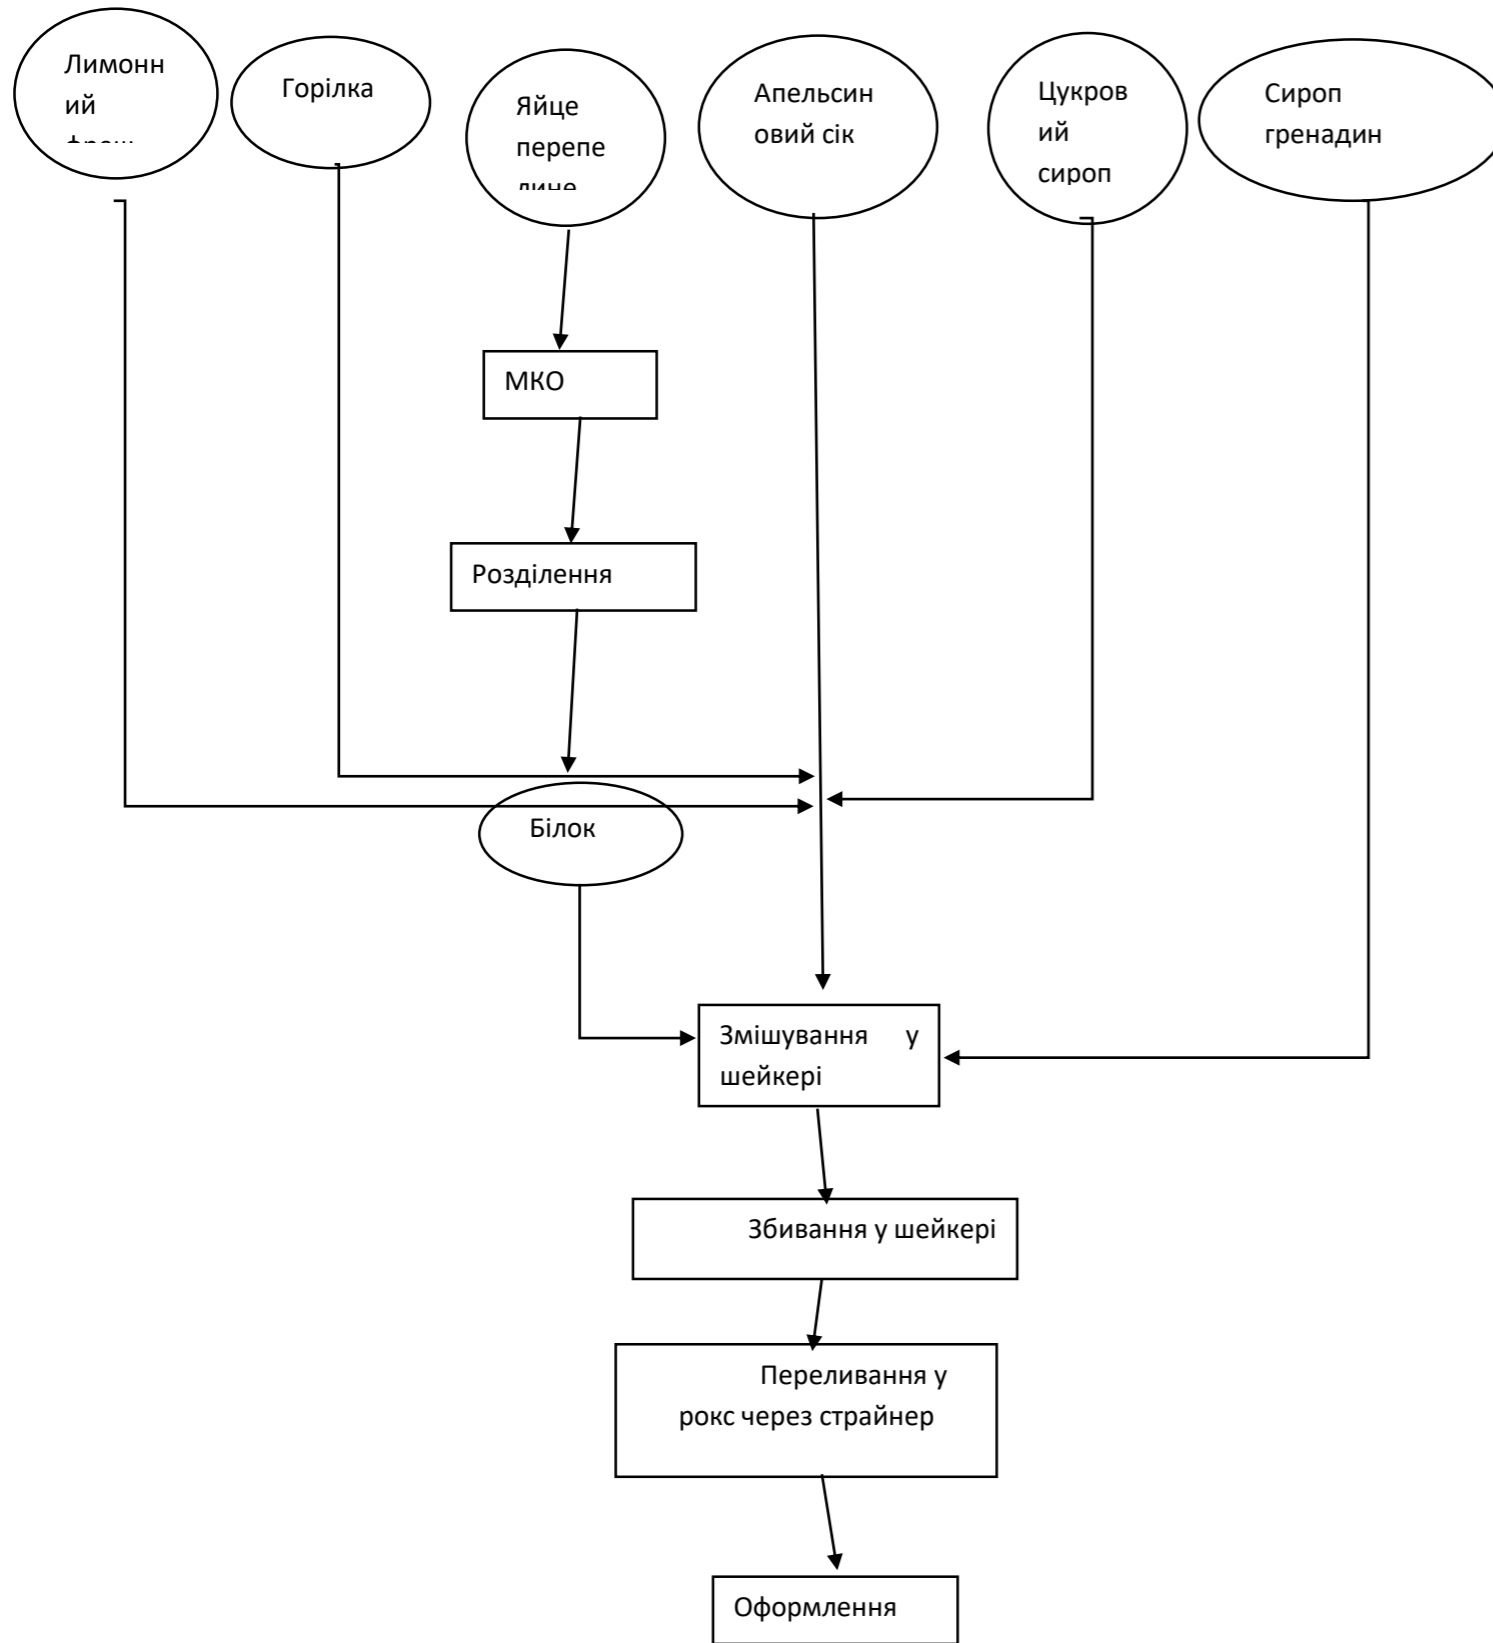 Лимонн
ий
Горілка
Яйце
перепе
Апельсин
овий сік
Цукров
ий
сироп
Сироп
гренадин
МКО
Розділення
Білок
Змішування у
шейкері
Збивання у шейкері
Переливання у
рокс через страйнер
Оформлення